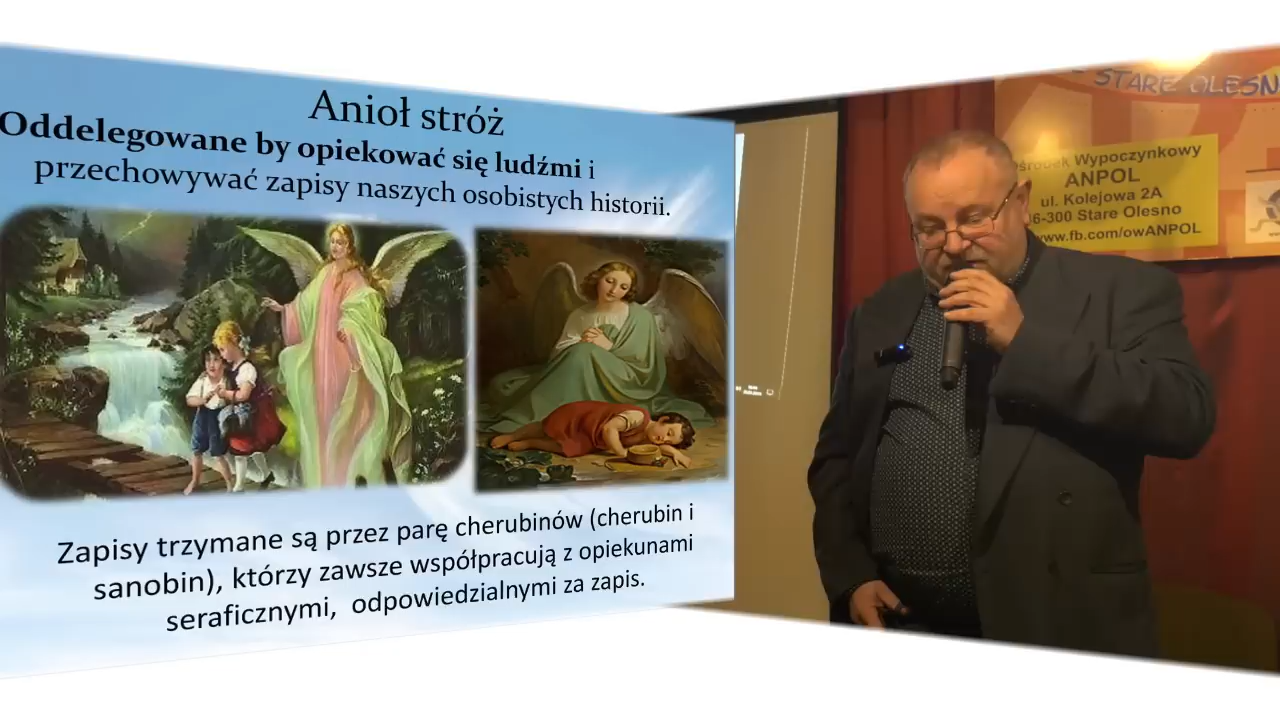 Anioł stróż
Oddelegowane by opiekować się ludźmi i
przechowywać zapisy naszych osobistych historii.
Zapisy trzymane są przez parę cherubinów (cherubin i
sanobin), którzy zawsze współpracują z opiekunami
seraficznymi, odpowiedzialnymi za zapis.
STARE OLESN
Ośrodek Wypoczynkowy
ANPOL
ul. Kolejowa 2A
6-300 Stare Olesno
www.fb.com/owANPOL